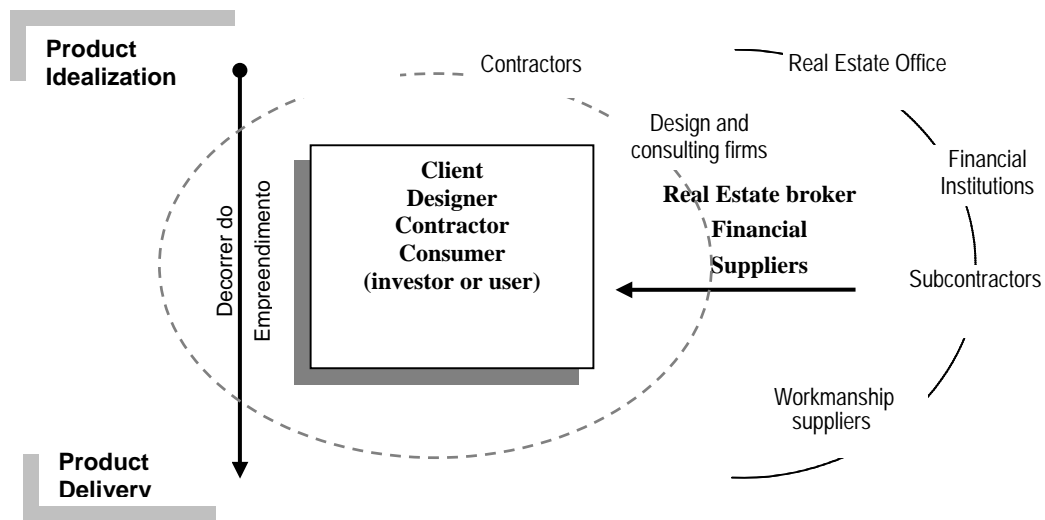 Product
Idealization
Contractors
Real Estate Office
Design and
consulting firms
Financial
Institutions
Client
Designer
Contractor
Consumer
(investor or user)
Real Estate broker
Financial
Suppliers
Decorrer do
Empreendimento
Subcontractors
Workmanship
suppliers
Product
Delivery